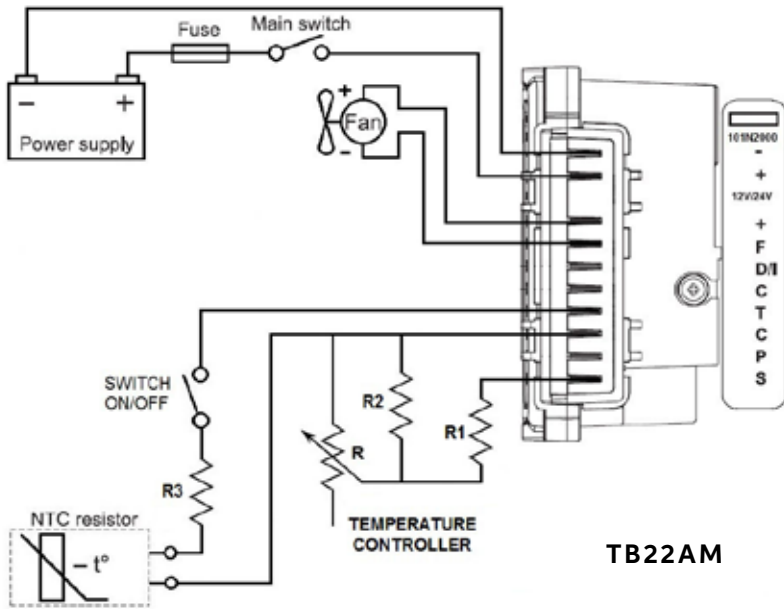 Fuse
Main switch
− +
Power supply
+
Fan
−
101N2000
-
+
12V/24V
+
F
D/I
C
T
C
P
S
SWITCH
ON/OFF
R3
R2
R1
R
NTC resistor
– t°
TEMPERATURE
CONTROLLER
TB22AM